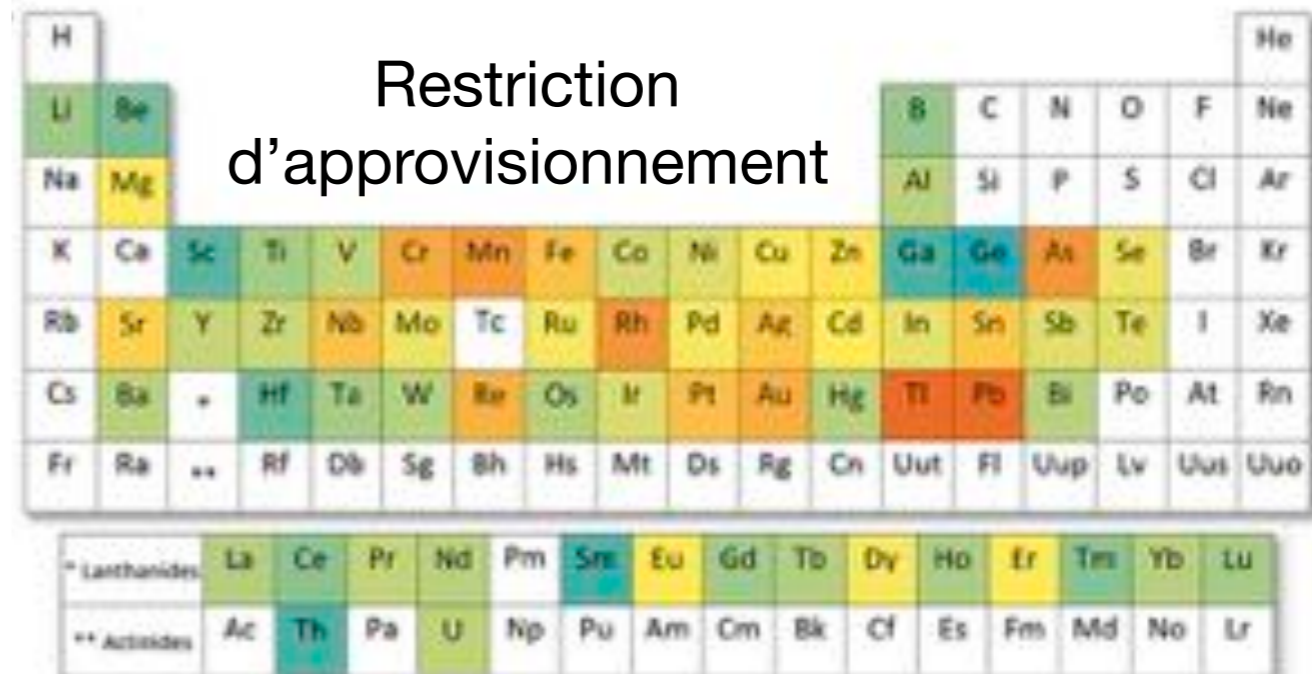 H He
Restriction
d’approvisionnement
Li Be B C N O F Ne
Na Mg Al Si P S Cl Ar
K Ca Sc Ti V Cr Mn Fe Co Ni Cu Zn Ga Ge As Se Br Kr
Rb Sr Y Zr Nb Mo Tc Ru Rh Pd Ag Cd In Sn Sb Te I Xe
Cs Ba * Hf Ta W Re Os Ir Pt Au Hg Tl Pb Bi Po At Rn
Fr Ra ** Rf Db Sg Bh Hs Mt Ds Rg Cn Uut Fl Uup Lv Uus Uuo
* Lanthanides La Ce Pr Nd Pm Sm Eu Gd Tb Dy Ho Er Tm Yb Lu
** Actinides Ac Th Pa U Np Pu Am Cm Bk Cf Es Fm Md No Lr